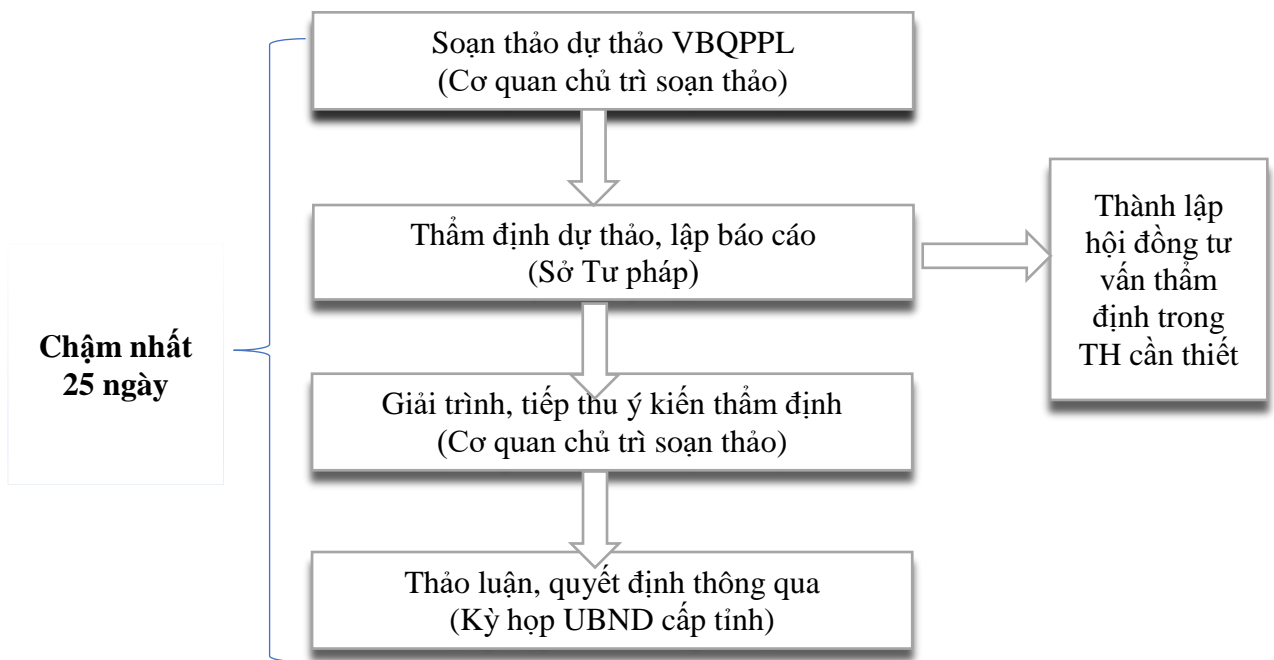 Soạn thảo dự thảo VBQPPL
(Cơ quan chủ trì soạn thảo)
Thẩm định dự thảo, lập báo cáo
(Sở Tư pháp)
Thành lập
hội đồng tư
vấn thẩm
định trong
TH cần thiết
Chậm nhất
25 ngày
Giải trình, tiếp thu ý kiến thẩm định
(Cơ quan chủ trì soạn thảo)
Thảo luận, quyết định thông qua
(Kỳ họp UBND cấp tỉnh)